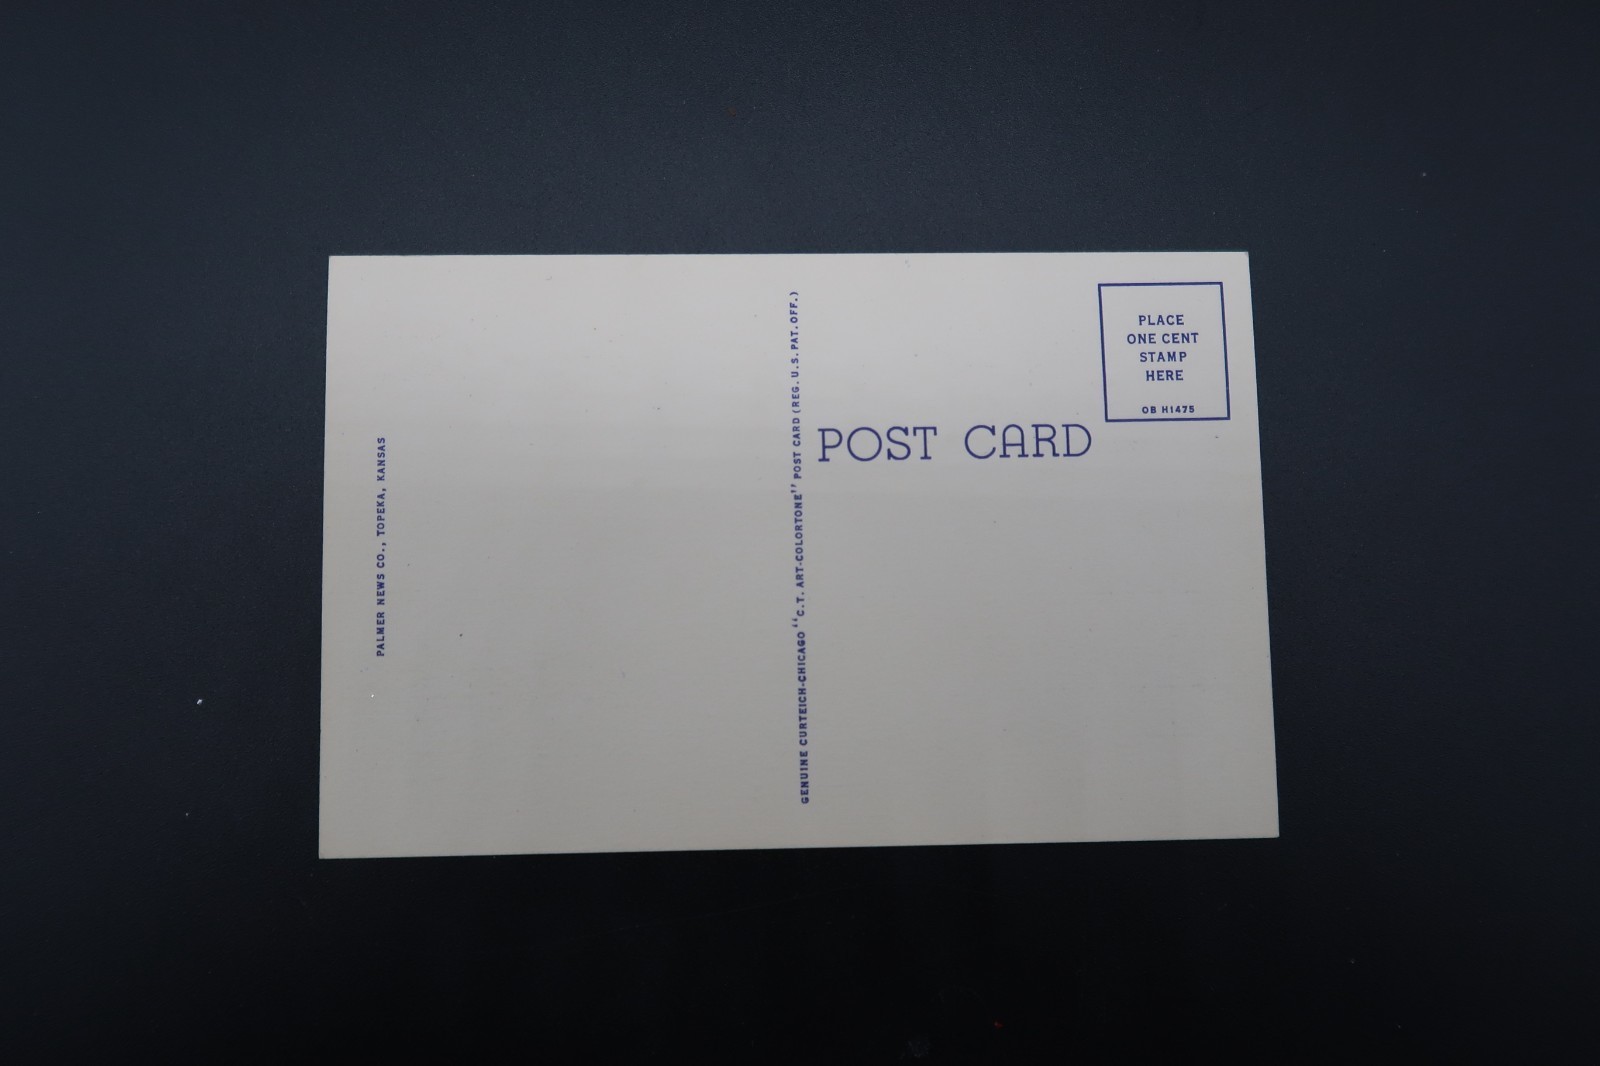 PALMER NEWS CO., TOPEKA, KANSAS
GENUINE CURTEICH-CHICAGO "C.T. ART-COLORTONE" POST CARD (REG. U.S. PAT. OFF.)
POST CARD
PLACE
ONE CENT
STAMP
HERE
OB H1475